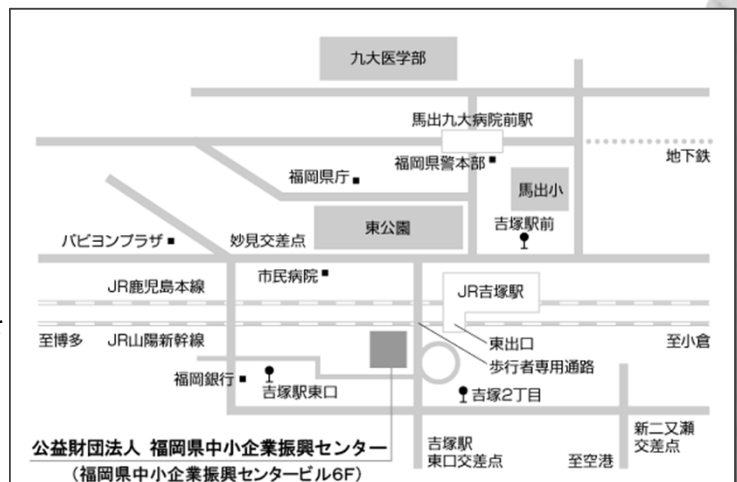 九大医学部
馬出九大病院前駅
地下鉄
福岡県警本部
福岡県庁
馬出小
東公園
吉塚駅前
パピヨンプラザ
妙見交差点
市民病院
JR鹿児島本線
JR吉塚駅
至博多
JR山陽新幹線
東出口
至小倉
歩行者専用通路
福岡銀行
吉塚駅東口
吉塚2丁目
公益財団法人 福岡県中小企業振興センター
(福岡県中小企業振興センタービル6F)
吉塚駅
東口交差点
至空港
新二又瀬
交差点